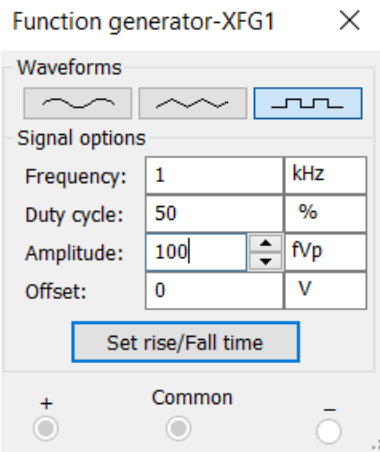 Function generator-XFG1
Waveforms
Signal options
Frequency: 1 kHz
Duty cycle: 50 %
Amplitude: 100 fVp
Offset: 0 V
Set rise/Fall time
+ Common −